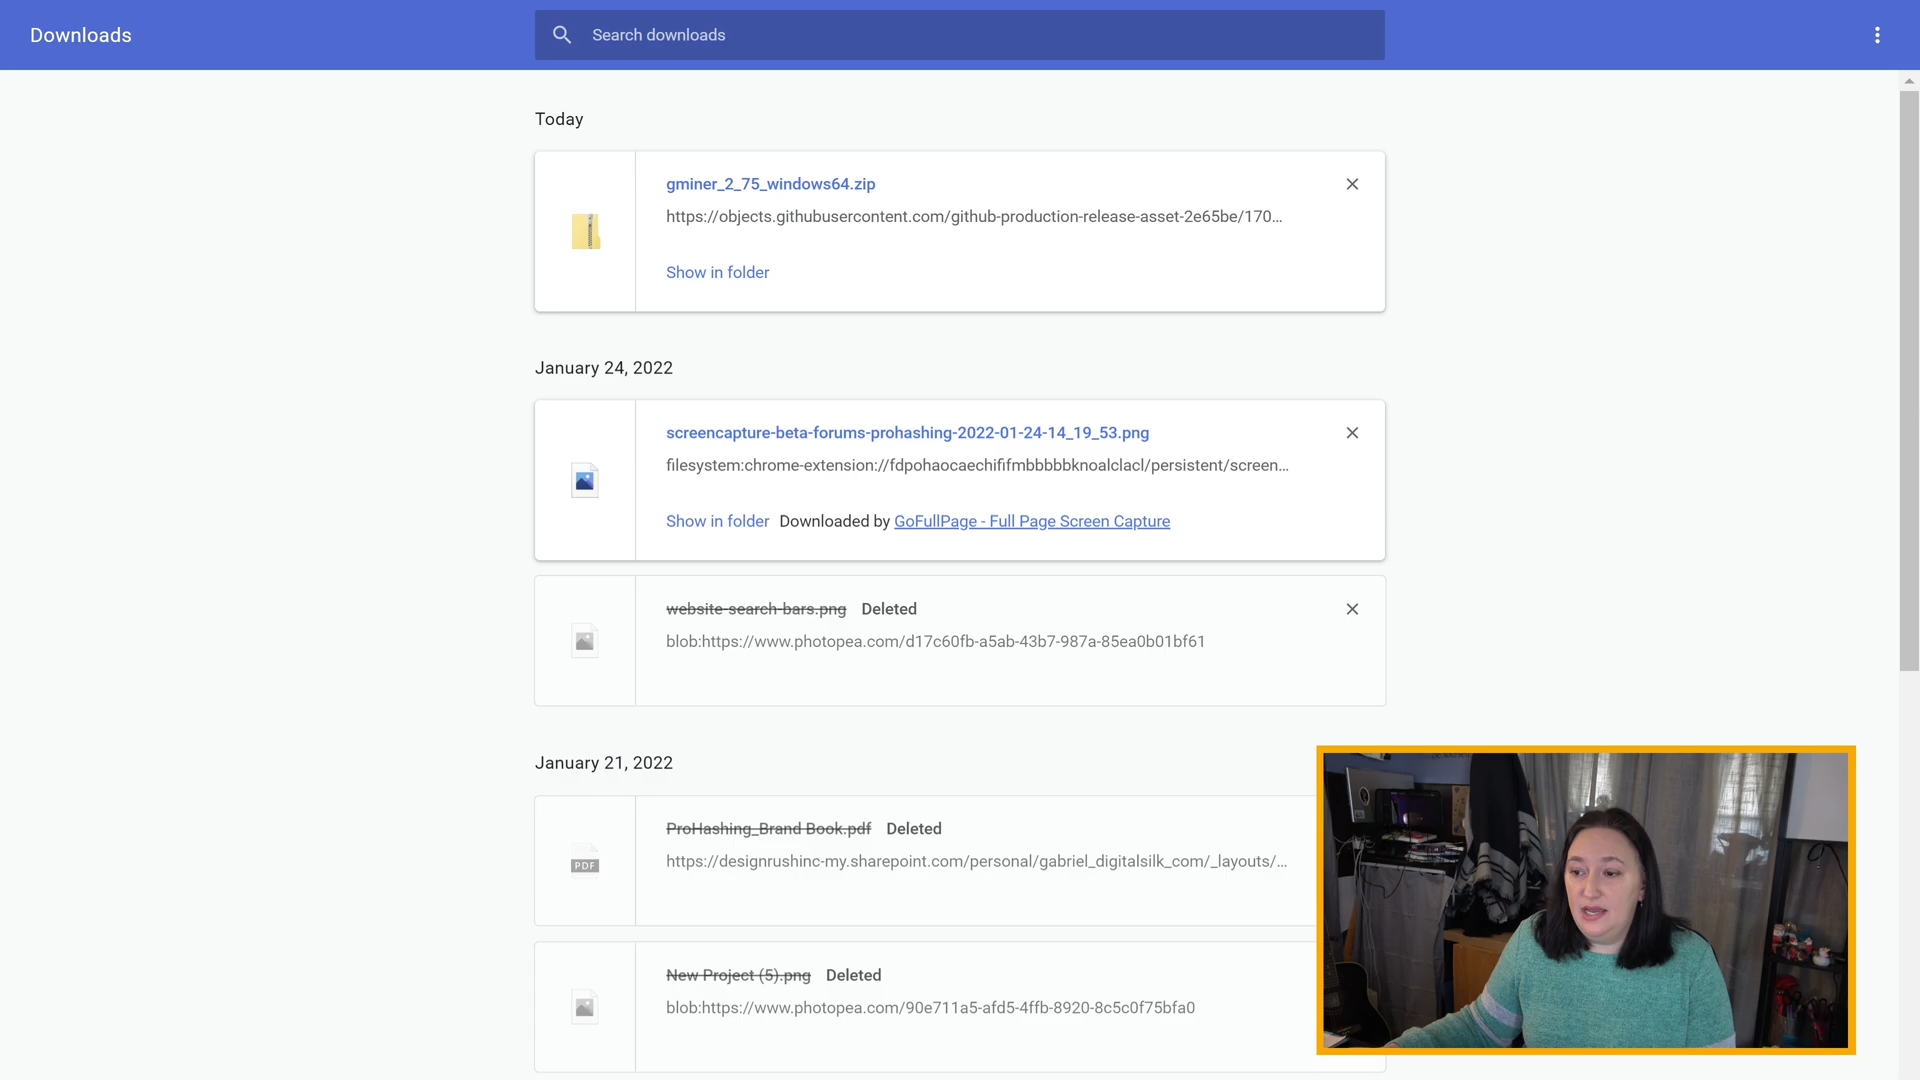 Downloads
Search downloads
Today
gminer_2_75_windows64.zip
https://objects.githubusercontent.com/github-production-release-asset-2e65be/170...
Show in folder
January 24, 2022
screencapture-beta-forums-prohashing-2022-01-24-14_19_53.png
filesystem:chrome-extension://fdpohaocaechififmbbbbbknoalclacl/persistent/screen...
Show in folder Downloaded by GoFullPage - Full Page Screen Capture
website-search-bars.png Deleted
blob:https://www.photopea.com/d17c60fb-a5ab-43b7-987a-85ea0b01bf61
January 21, 2022
ProHashing_Brand Book.pdf Deleted
PDF
https://designrushinc-my.sharepoint.com/personal/gabriel_digitalsilk_com/_layouts/...
New Project (5).png Deleted
blob:https://www.photopea.com/90e711a5-afd5-4ffb-8920-8c5c0f75bfa0